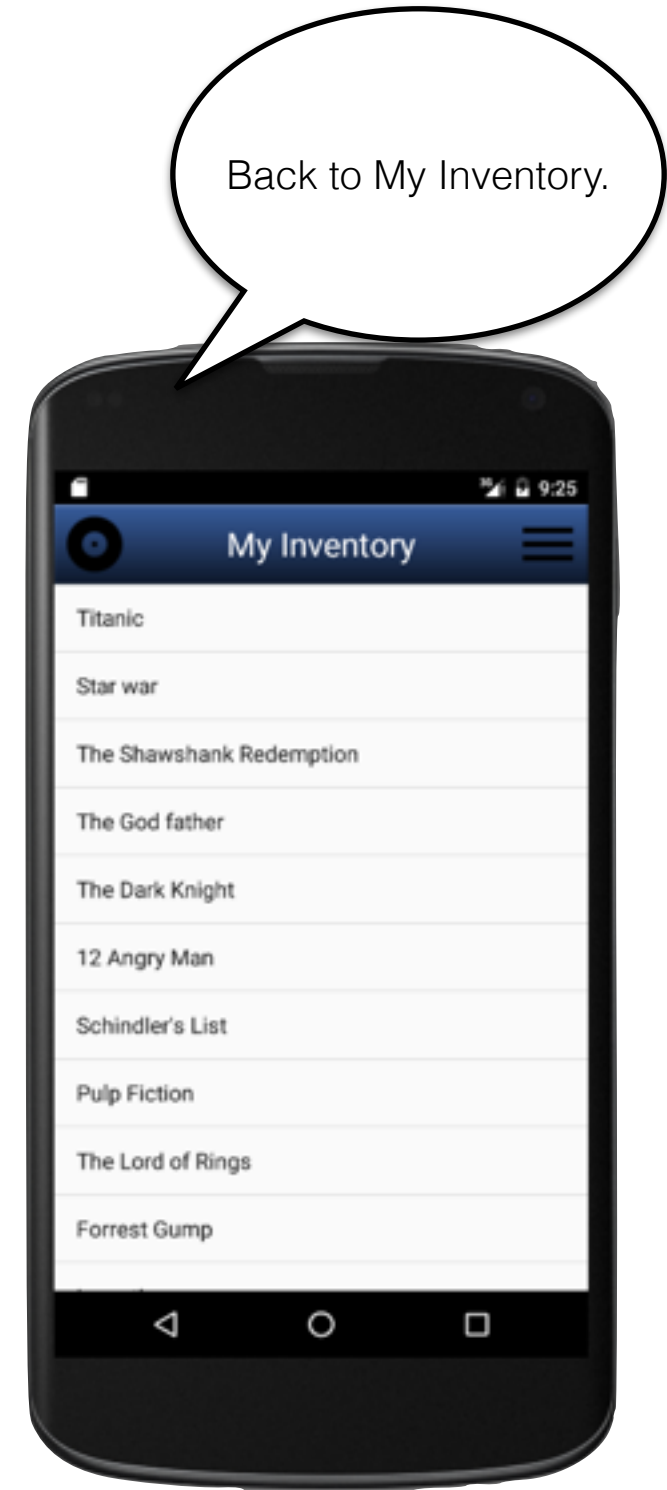 Back to My Inventory.
3G 9:25
My Inventory
Titanic
Star war
The Shawshank Redemption
The God father
The Dark Knight
12 Angry Man
Schindler's List
Pulp Fiction
The Lord of Rings
Forrest Gump